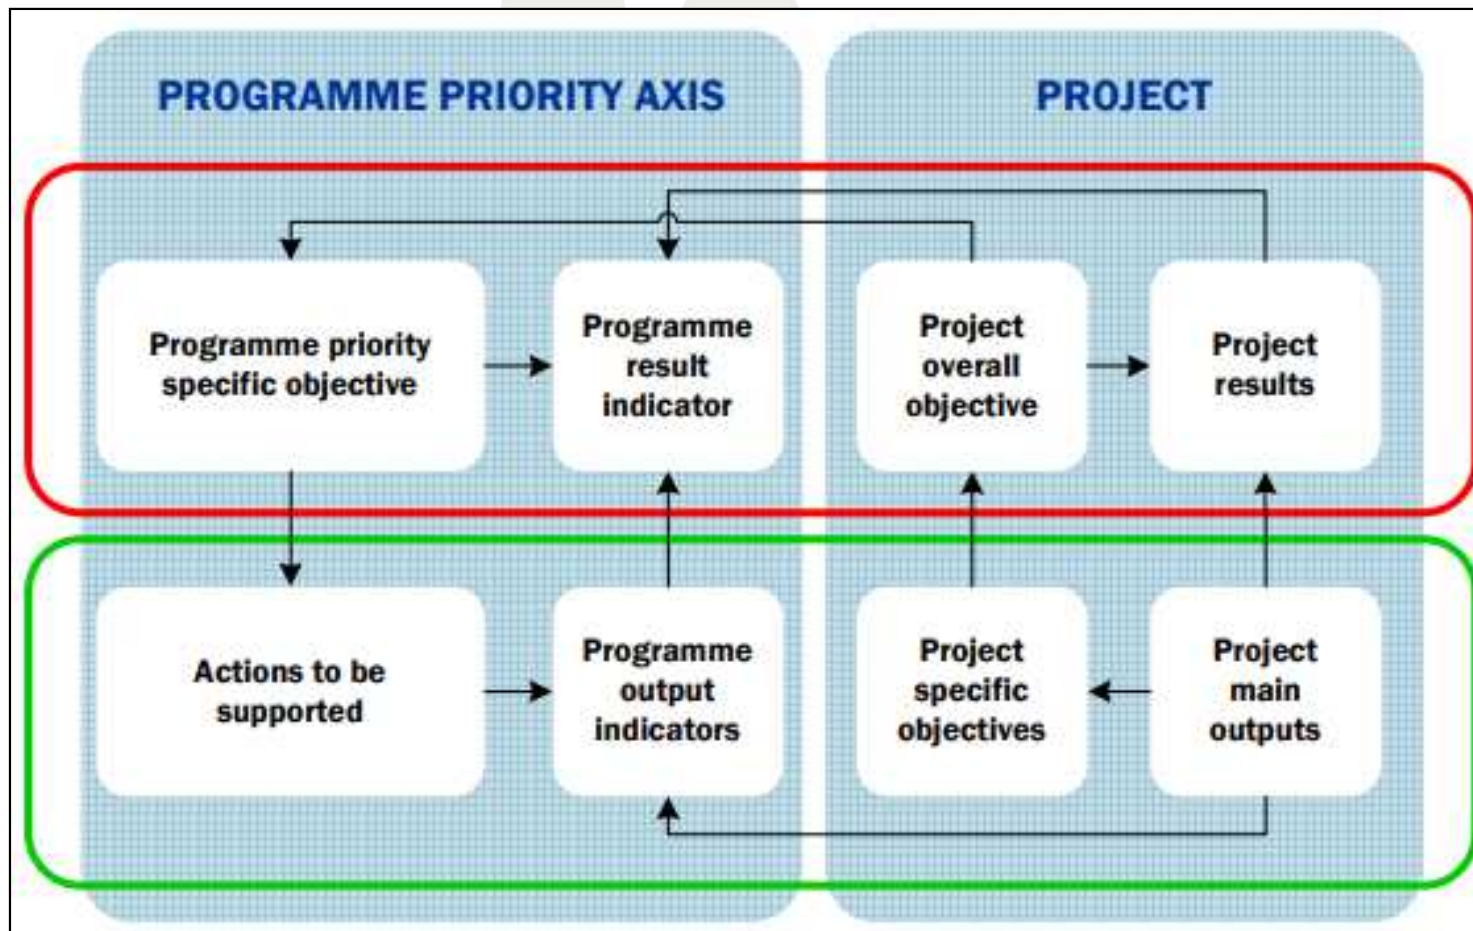 PROGRAMME PRIORITY AXIS
PROJECT
Programme priority
specific objective
Programme
result
indicator
Project
overall
objective
Project
results
Actions to be
supported
Programme
output
indicators
Project
specific
objectives
Project
main
outputs